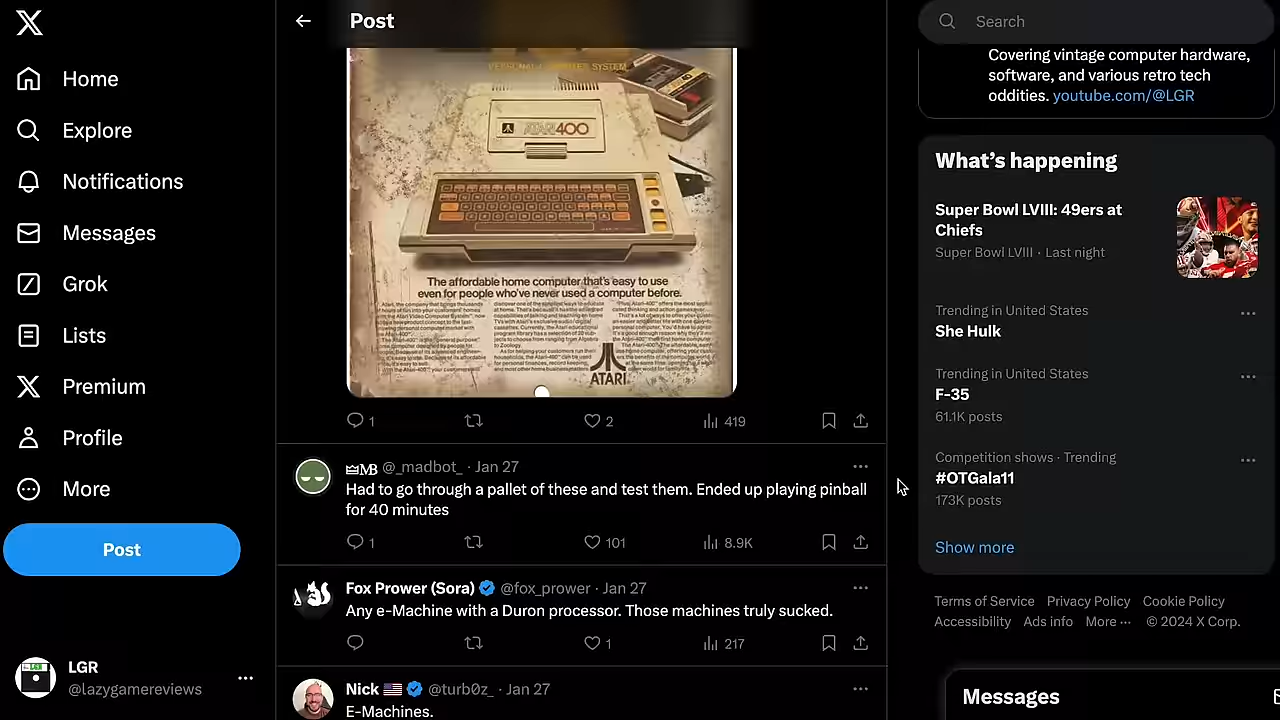 Home
Explore
Notifications
Messages
Grok
Lists
Premium
Profile
More
Post
LGR
@lazygamereviews
Post
PERSONAL COMPUTER SYSTEM
ATARI 400
The affordable home computer that's easy to use
even for people who've never used a computer before.
ATARI
1
2
419
MB @_madbot_ · Jan 27
Had to go through a pallet of these and test them. Ended up playing pinball
for 40 minutes
1
101
8.9K
Fox Prower (Sora) @fox_prower · Jan 27
Any e-Machine with a Duron processor. Those machines truly sucked.
1
217
Nick @turb0z_ · Jan 27
E-Machines.
Search
Covering vintage computer hardware,
software, and various retro tech
oddities. youtube.com/@LGR
What's happening
Super Bowl LVIII: 49ers at
Chiefs
Super Bowl LVIII · Last night
Trending in United States
She Hulk
Trending in United States
F-35
61.1K posts
Competition shows · Trending
#OTGala11
173K posts
Show more
Terms of Service Privacy Policy Cookie Policy
Accessibility Ads info More ··· © 2024 X Corp.
Messages